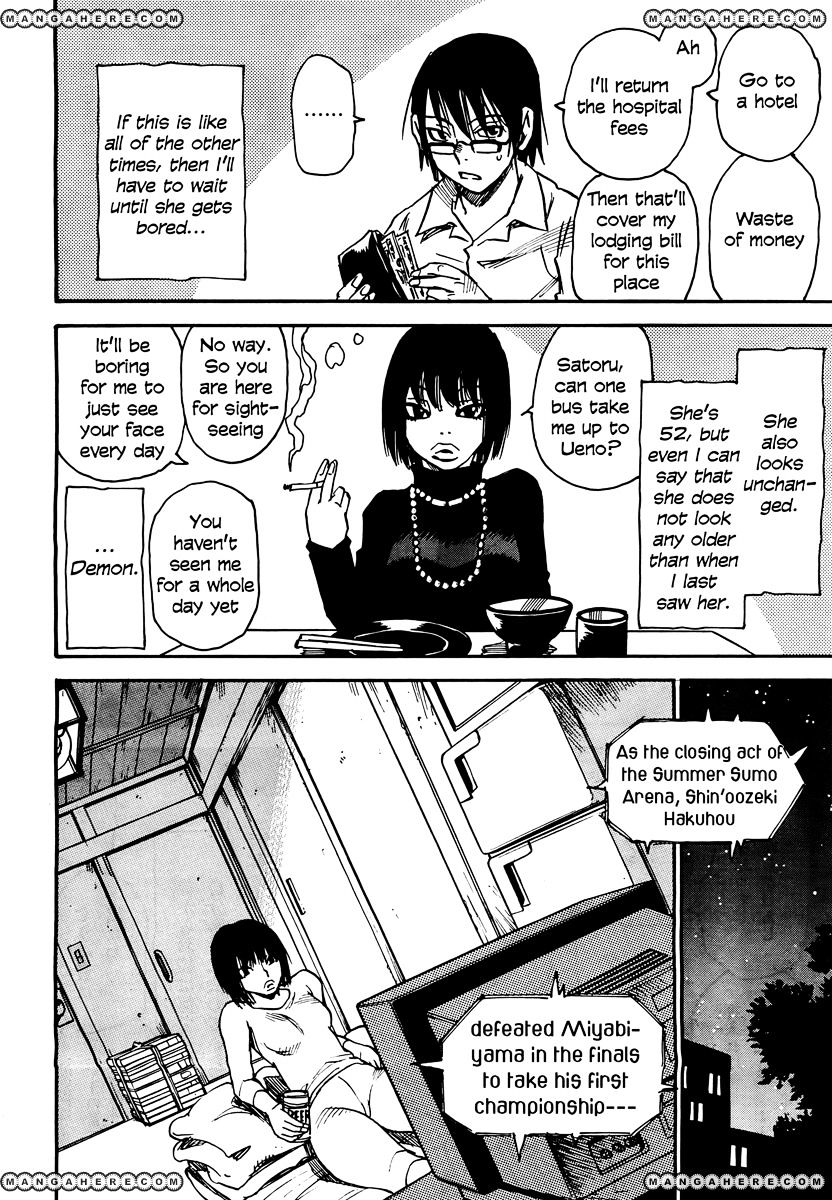 MANGAHERE.COM
MANGAHERE.COM
Go to
a hotel
Waste
of money
Ah
I'll return
the hospital
fees
Then that'll
cover my
lodging bill
for this
place
......
If this is like
all of the other
times, then I'll
have to wait
until she gets
bored...
She
also
looks
unchan-
ged.
She's
52, but
even I can
say that
she does
not look
any older
than when
I last
saw her.
Satoru,
can one
bus take
me up to
Ueno?
No way.
So you
are here
for sight-
seeing
It'll be
boring
for me to
just see
your face
every day
You
haven't
seen me
for a whole
day yet
...
Demon.
As the closing act of
the Summer Sumo
Arena, Shin'oozeki
Hakuhou
defeated Miyabi-
yama in the finals
to take his first
championship---
MANGAHERE.COM
MANGAHERE.COM